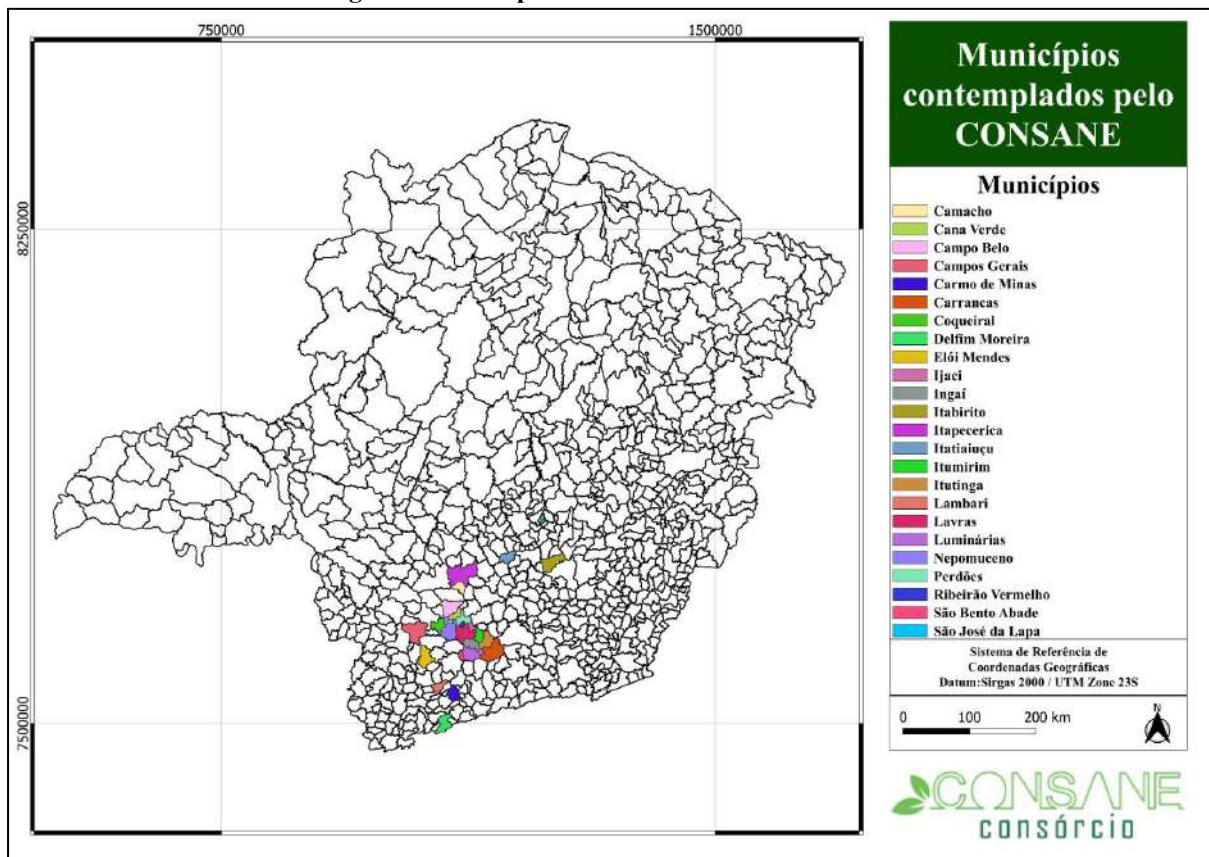 750000
1500000
8250000
7500000
Municípios
contemplados pelo
CONSANE
Municípios
Camacho
Cana Verde
Campo Belo
Campos Gerais
Carmo de Minas
Carrancas
Coqueiral
Delfim Moreira
Elói Mendes
Ijaci
Ingaí
Itabirito
Itapecerica
Itatiaiuçu
Itumirim
Itutinga
Lambari
Lavras
Luminárias
Nepomuceno
Perdões
Ribeirão Vermelho
São Bento Abade
São José da Lapa
Sistema de Referência de
Coordenadas Geográficas
Datum:Sirgas 2000 / UTM Zone 23S
0 100 200 km
N
CONSANE
consórcio